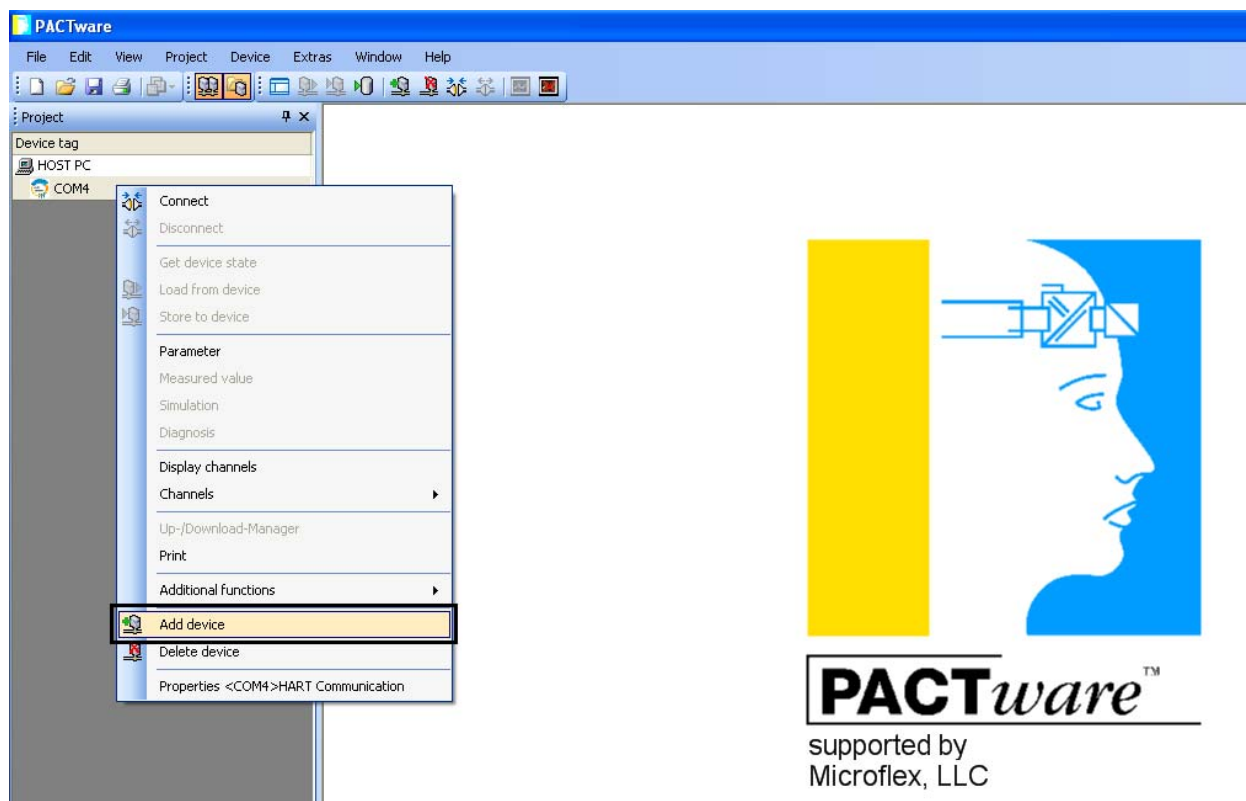 PACTware
File Edit View Project Device Extras Window Help
Project
Device tag
HOST PC
COM4
Connect
Disconnect
Get device state
Load from device
Store to device
Parameter
Measured value
Simulation
Diagnosis
Display channels
Channels
Up-/Download-Manager
Print
Additional functions
Add device
Delete device
Properties <COM4>HART Communication
PACTware™
supported by
Microflex, LLC